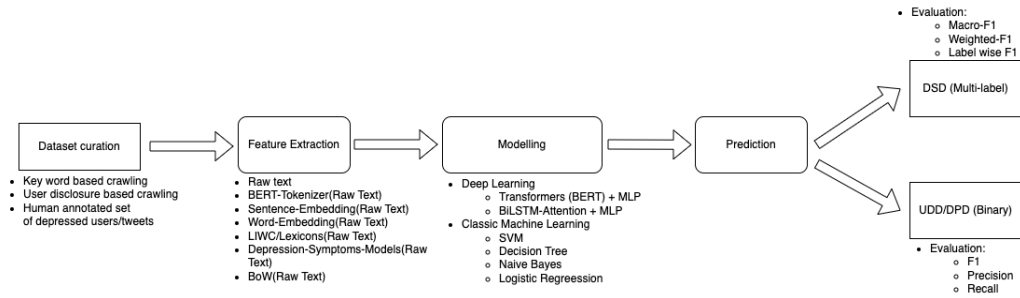 Dataset curation
• Key word based crawling
• User disclosure based crawling
• Human annotated set
of depressed users/tweets
Feature Extraction
• Raw text
• BERT-Tokenizer(Raw Text)
• Sentence-Embedding(Raw Text)
• Word-Embedding(Raw Text)
• LIWC/Lexicons(Raw Text)
• Depression-Symptoms-Models(Raw
Text)
• BoW(Raw Text)
Modelling
• Deep Learning
○ Transformers (BERT) + MLP
○ BiLSTM-Attention + MLP
• Classic Machine Learning
○ SVM
○ Decision Tree
○ Naive Bayes
○ Logistic Regreession
Prediction
• Evaluation:
○ Macro-F1
○ Weighted-F1
○ Label wise F1
DSD (Multi-label)
UDD/DPD (Binary)
• Evaluation:
○ F1
○ Precision
○ Recall